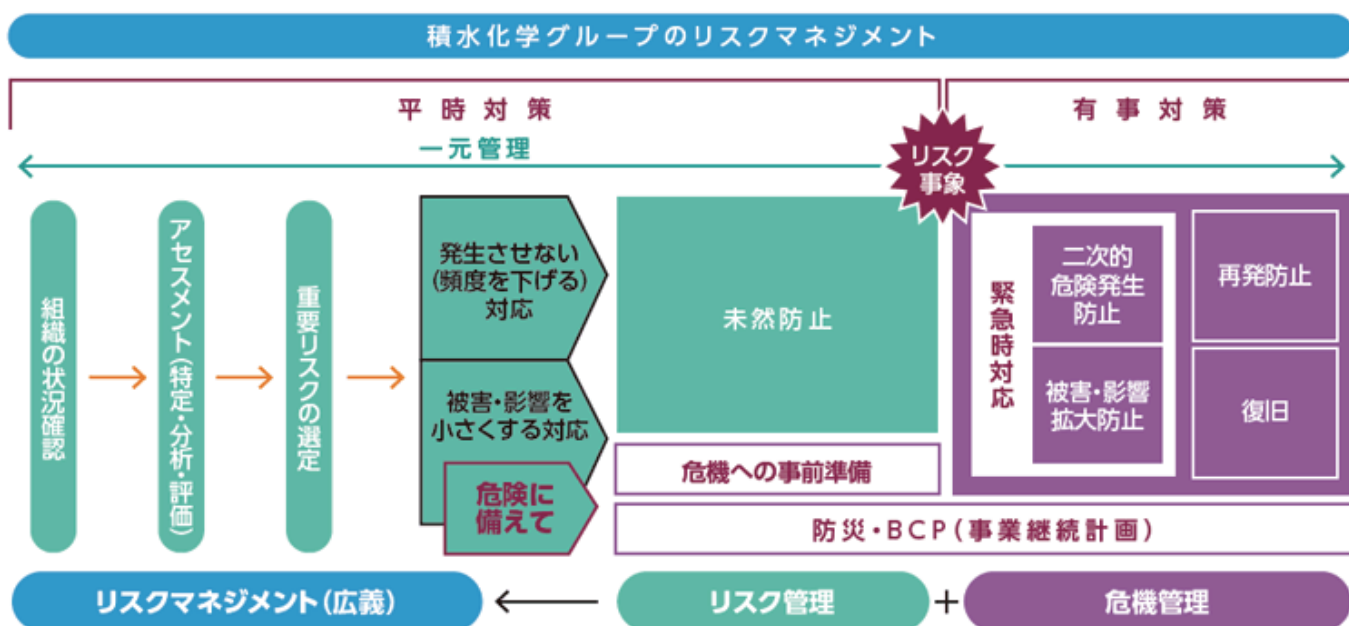 積水化学グループのリスクマネジメント
平時対策
有事対策
一元管理
リスク
事象
組織の状況確認
アセスメント(特定・分析・評価)
重要リスクの選定
発生させない
(頻度を下げる)
対応
被害・影響を
小さくする対応
危険に
備えて
未然防止
危機への事前準備
緊急時対応
二次的
危険発生
防止
被害・影響
拡大防止
再発防止
復旧
防災・BCP(事業継続計画)
リスクマネジメント(広義)
リスク管理
+
危機管理